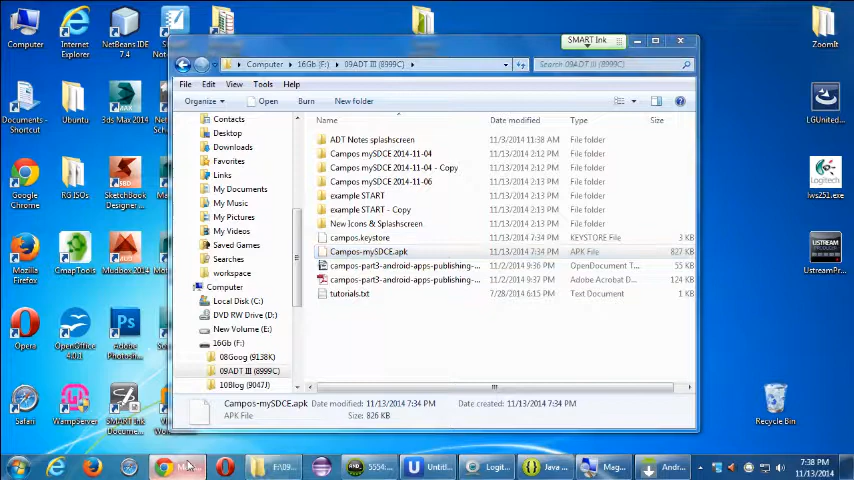 SMART Ink
Computer
Internet
Explorer
NetBeans IDE
7.4
ZoomIt
Computer
16Gb (F:)
09ADT III (8999C)
Search 09ADT III (8999C)
File
Edit
View
Tools
Help
Organize
Open
Burn
New folder
Documents -
Shortcut
Ubuntu
3ds Max 2014
LGUnited...
Google
Chrome
RG.ISOs
SketchBook
Designer ...
lws251.exe
Mozilla
Firefox
CmapTools
Mudbox 2014
UstreamPr...
Opera
OpenOffice
4.0.1
Adobe
Photosh...
Safari
Wampserver
SMART Ink
Docume...
Recycle Bin
Contacts
Desktop
Downloads
Favorites
Links
My Documents
My Music
My Pictures
My Videos
Saved Games
Searches
workspace
Computer
Local Disk (C:)
DVD RW Drive (D:)
New Volume (E:)
16Gb (F:)
08Goog (9138K)
09ADT III (8999C)
10Blog (9047J)
Name Date modified Type Size
ADT Notes splashscreen 11/3/2014 11:38 AM File folder
Campos mySDCE 2014-11-04 11/13/2014 2:12 PM File folder
Campos mySDCE 2014-11-04 - Copy 11/13/2014 2:12 PM File folder
Campos mySDCE 2014-11-06 11/13/2014 2:12 PM File folder
example START 11/13/2014 2:13 PM File folder
example START - Copy 11/13/2014 2:13 PM File folder
New Icons & Splashscreen 11/13/2014 2:13 PM File folder
campos.keystore 11/13/2014 7:34 PM KEYSTORE File 3 KB
Campos-mySDCE.apk 11/13/2014 7:34 PM APK File 827 KB
campos-part3-android-apps-publishing-... 11/2/2014 9:36 PM OpenDocument T... 55 KB
campos-part3-android-apps-publishing-... 11/2/2014 9:37 PM Adobe Acrobat D... 124 KB
tutorials.txt 7/28/2014 6:15 PM Text Document 1 KB
Campos-mySDCE.apk Date modified: 11/13/2014 7:34 PM Date created: 11/13/2014 7:34 PM
APK File Size: 826 KB
F:\09...
5554:...
Untitl...
Logit...
Java ...
Mag...
Andr...
7:38 PM
11/13/2014